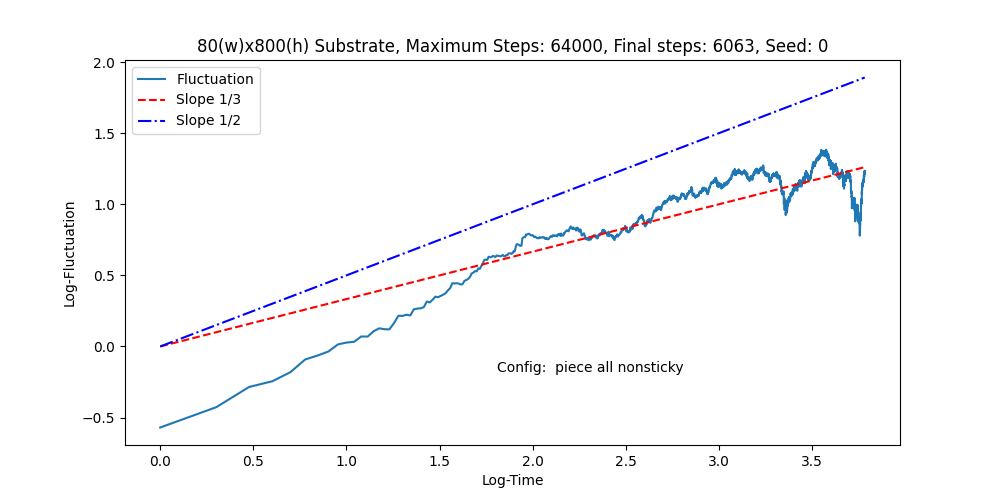 80(w)x800(h) Substrate, Maximum Steps: 64000, Final steps: 6063, Seed: 0
Fluctuation
Slope 1/3
Slope 1/2
Config:  piece all nonsticky
Log-Fluctuation
2.0
1.5
1.0
0.5
0.0
−0.5
0.0 0.5 1.0 1.5 2.0 2.5 3.0 3.5
Log-Time